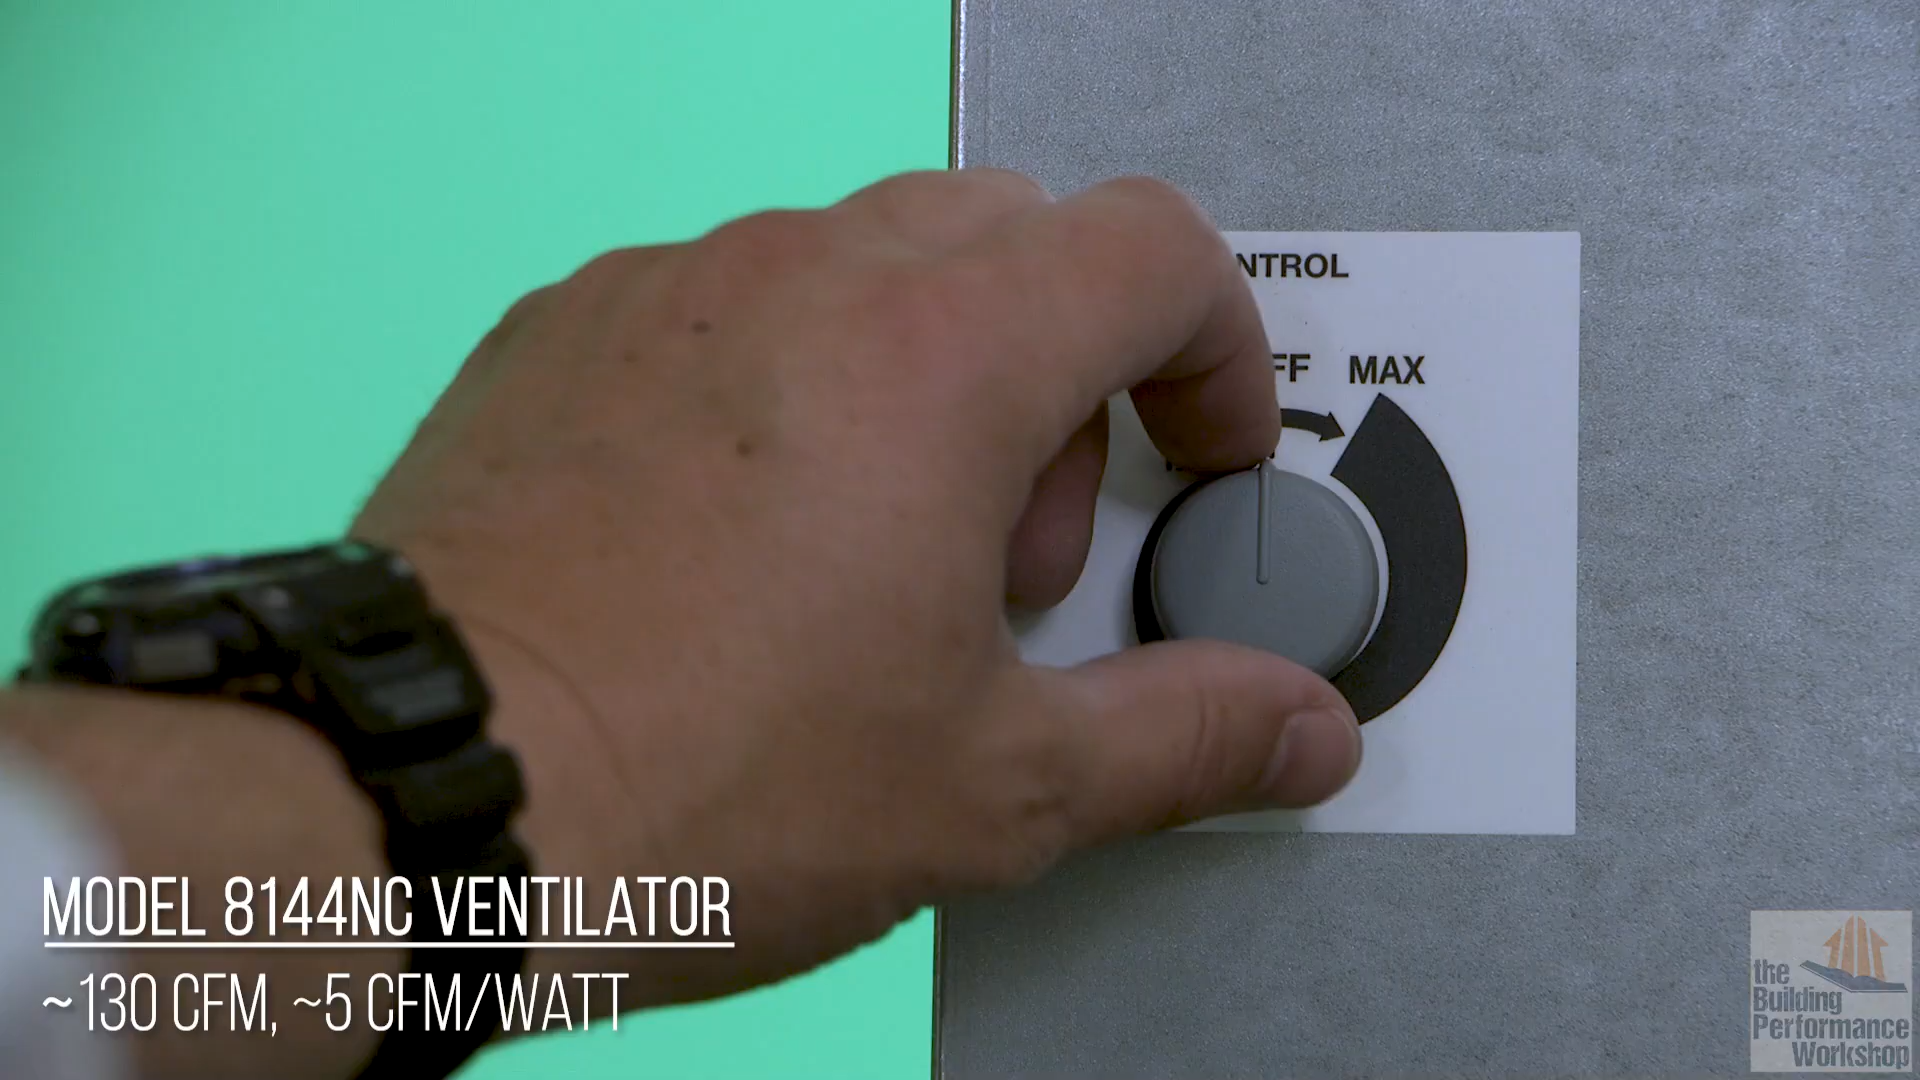 NTROL
FF MAX
MODEL 8144NC VENTILATOR
~130 CFM, ~5 CFM/WATT
the
Building
Performance
Workshop